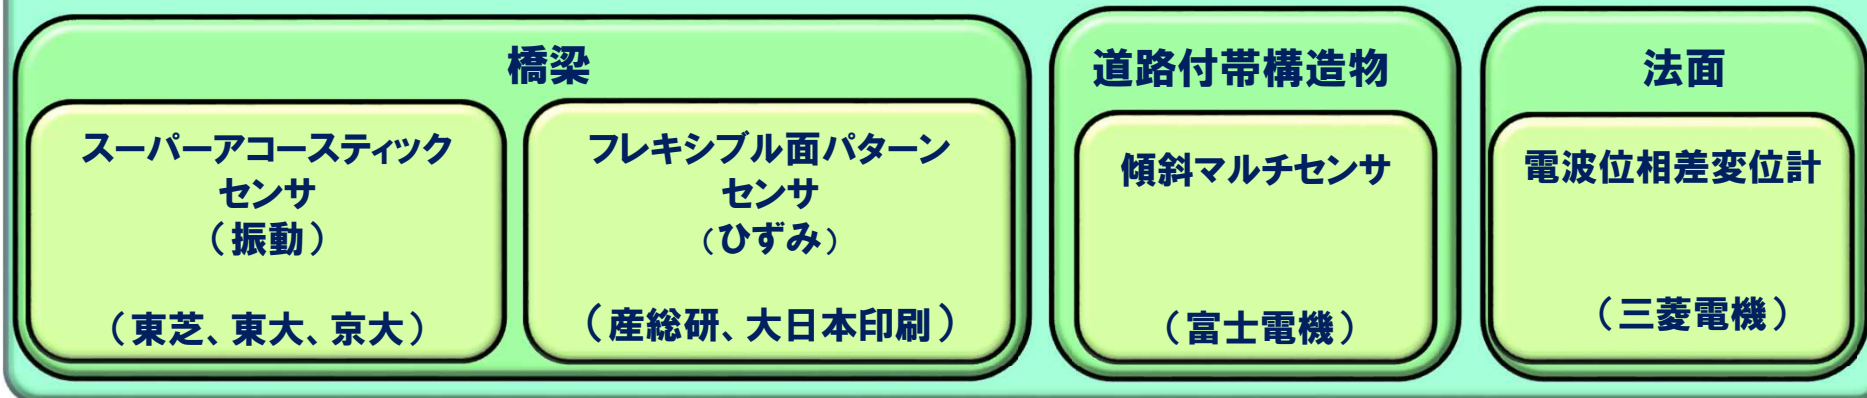 橋梁
スーパーアコースティック
センサ
（振動）
（東芝、東大、京大）
フレキシブル面パターン
センサ
（ひずみ）
（産総研、大日本印刷）
道路付帯構造物
傾斜マルチセンサ
（富士電機）
法面
電波位相差変位計
（三菱電機）